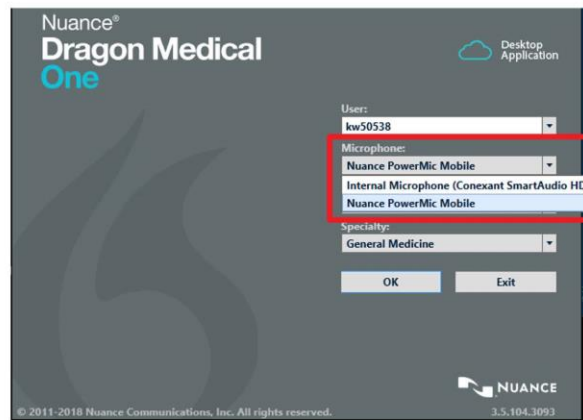 Nuance®
Dragon Medical
One
Desktop
Application
User:
kw50538
Microphone:
Nuance PowerMic Mobile
Internal Microphone (Conexant SmartAudio HD
Nuance PowerMic Mobile
Specialty:
General Medicine
OK Exit
NUANCE
© 2011-2018 Nuance Communications, Inc. All rights reserved. 3.5.104.3093